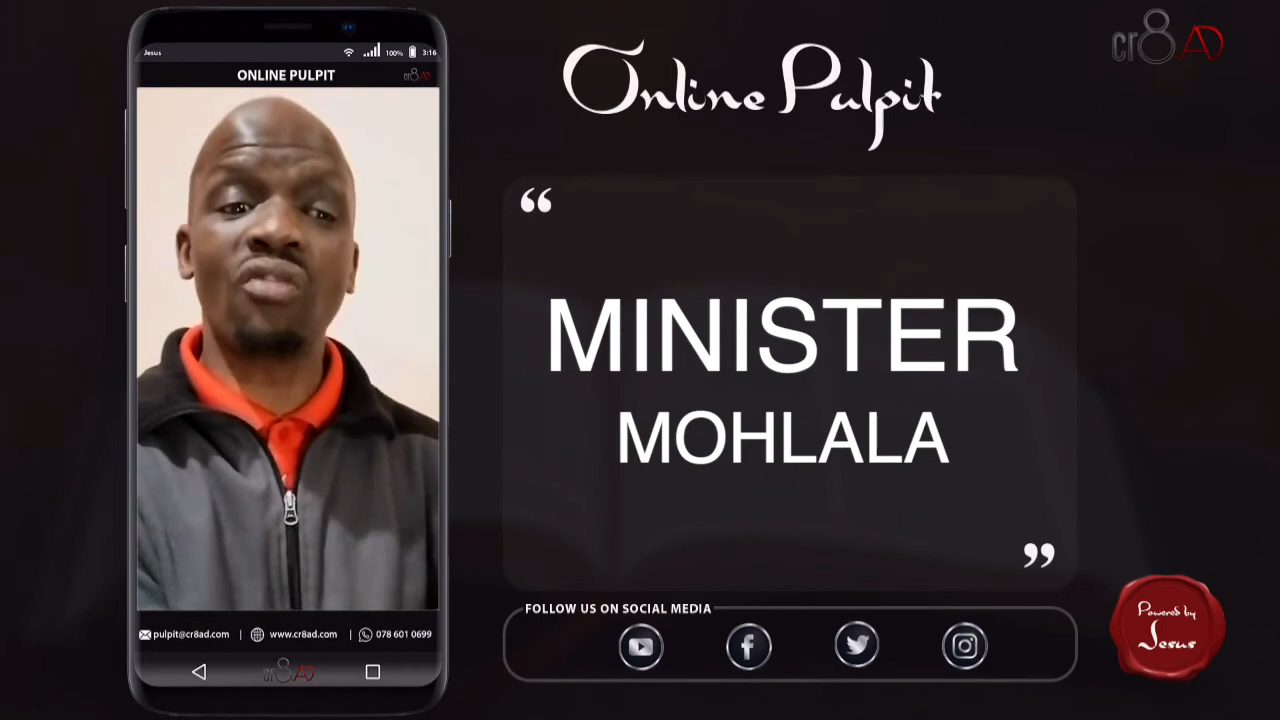 Jesus
100%
3:16
ONLINE PULPIT
cr8AD
pulpit@cr8ad.com | www.cr8ad.com | 078 601 0699
cr8AD
Online Pulpit
cr8AD
“
MINISTER
MOHLALA
”
FOLLOW US ON SOCIAL MEDIA
Powered by
Jesus